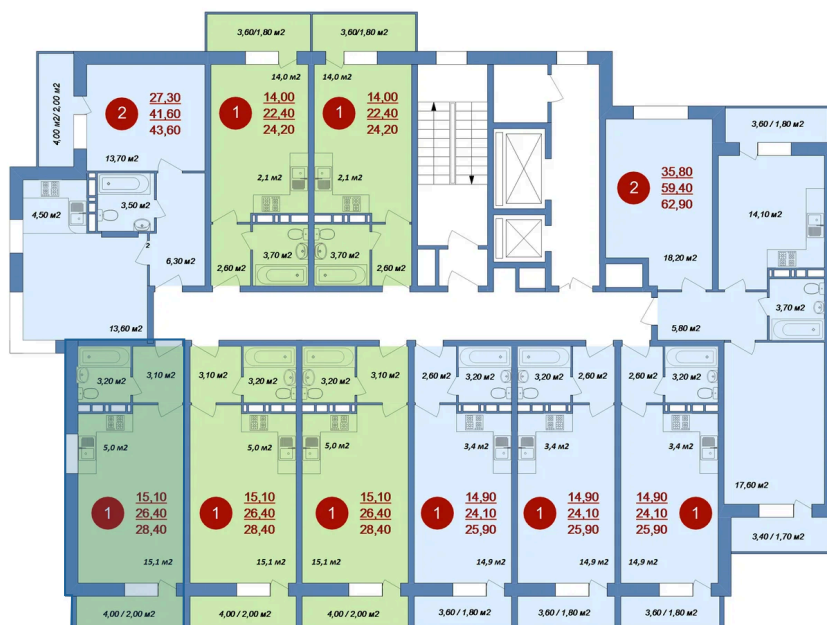 3,60/1,80 м2
3,60/1,80 м2
4,00 м2/ 2,00 м2
2
27,30
41,60
43,60
13,70 м2
14,0 м2
1
14,00
22,40
24,20
2,1 м2
14,0 м2
1
14,00
22,40
24,20
2,1 м2
3,60 / 1,80 м2
2
35,80
59,40
62,90
18,20 м2
14,10 м2
4,50 м2
3,50 м2
2
6,30 м2
13,60 м2
3,70 м2
2,60 м2
3,70 м2
2,60 м2
5,80 м2
3,70 м2
17,60 м2
3,40 / 1,70 м2
3,20 м2
3,10 м2
5,0 м2
1
15,10
26,40
28,40
15,1 м2
4,00 / 2,00 м2
3,10 м2
3,20 м2
5,0 м2
1
15,10
26,40
28,40
15,1 м2
4,00 / 2,00 м2
3,20 м2
3,10 м2
5,0 м2
1
15,10
26,40
28,40
15,1 м2
4,00 / 2,00 м2
2,60 м2
3,20 м2
3,4 м2
1
14,90
24,10
25,90
14,9 м2
3,60 / 1,80 м2
3,20 м2
2,60 м2
3,4 м2
1
14,90
24,10
25,90
14,9 м2
3,60 / 1,80 м2
2,60 м2
3,20 м2
3,4 м2
14,90
24,10
25,90
1
14,9 м2
3,60 / 1,80 м2